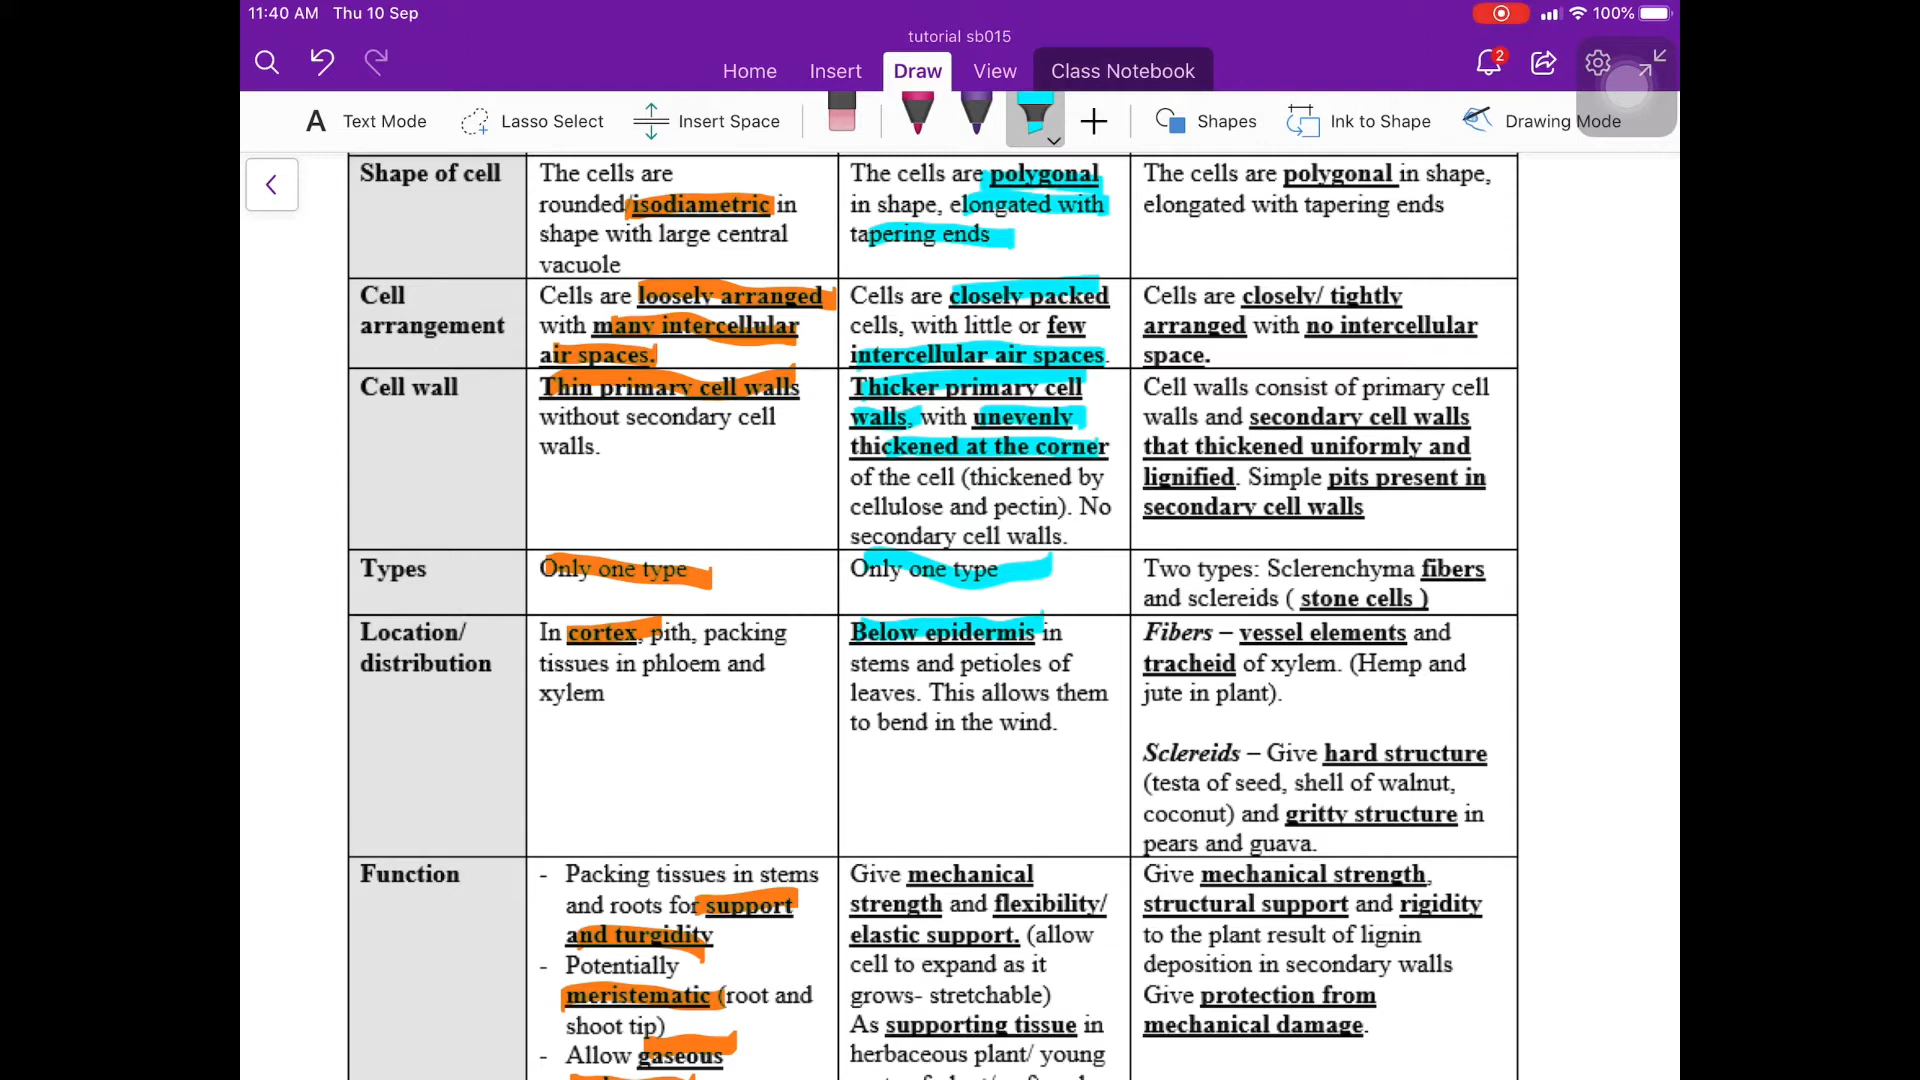 11:40 AM Thu 10 Sep
100%
tutorial sb015
Home
Insert
Draw
View
Class Notebook
2
A
Text Mode
Lasso Select
Insert Space
Shapes
Ink to Shape
Drawing Mode
Shape of cell
The cells are
rounded/isodiametric in
shape with large central
vacuole
The cells are polygonal
in shape, elongated with
tapering ends
The cells are polygonal in shape,
elongated with tapering ends
Cell
arrangement
Cells are loosely arranged
with many intercellular
air spaces.
Cells are closely packed
cells, with little or few
intercellular air spaces.
Cells are closely/ tightly
arranged with no intercellular
space.
Cell wall
Thin primary cell walls
without secondary cell
walls.
Thicker primary cell
walls, with unevenly
thickened at the corner
of the cell (thickened by
cellulose and pectin). No
secondary cell walls.
Cell walls consist of primary cell
walls and secondary cell walls
that thickened uniformly and
lignified. Simple pits present in
secondary cell walls
Types
Only one type
Only one type
Two types: Sclerenchyma fibers
and sclereids ( stone cells )
Location/
distribution
In cortex, pith, packing
tissues in phloem and
xylem
Below epidermis in
stems and petioles of
leaves. This allows them
to bend in the wind.
Fibers – vessel elements and
tracheid of xylem. (Hemp and
jute in plant).
Sclereids – Give hard structure
(testa of seed, shell of walnut,
coconut) and gritty structure in
pears and guava.
Function
- Packing tissues in stems
and roots for support
and turgidity
- Potentially
meristematic (root and
shoot tip)
- Allow gaseous
Give mechanical
strength and flexibility/
elastic support. (allow
cell to expand as it
grows- stretchable)
As supporting tissue in
herbaceous plant/ young
Give mechanical strength,
structural support and rigidity
to the plant result of lignin
deposition in secondary walls
Give protection from
mechanical damage.